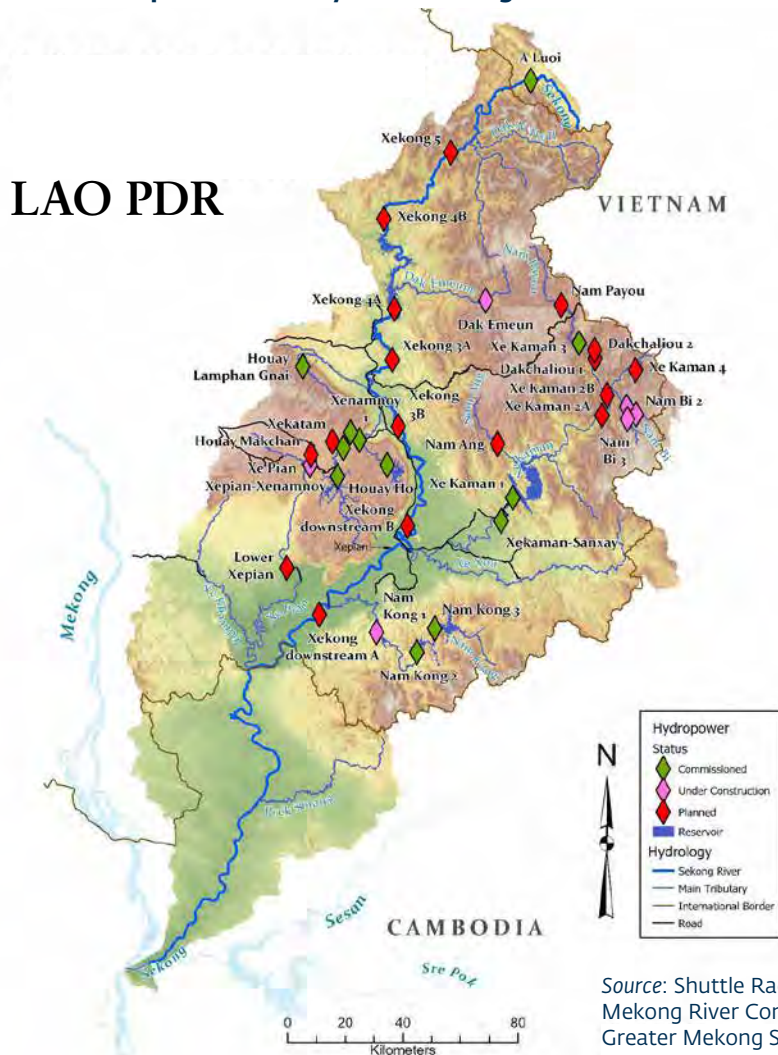 A Luoi
Sekong
Xekong 5
LAO PDR
VIETNAM
Xekong 4B
Dak Emeun
Nam Payou
Xekong 4A
Dak Emeun
Xe Kaman 3
Dakchaliou 2
Houay
Lamphan Gnai
Xekong 3A
Dakchaliou 1
Xe Kaman 4
Xe Kaman 2B
Xenamnoy
1
Xekong
3B
Xe Kaman 2A
Nam Bi 2
Xekatam
Houay Makchan
Nam Ang
Nam
Bi 3
Xe Pian
Xepian-Xenamnoy
Houay Ho
Xe Kaman 1
Xekong
downstream B
Xekaman-Sanxay
Xepian
Lower
Xepian
Mekong
Nam
Kong 1
Nam Kong 3
Xekong
downstream A
Nam Kong 2
Hydropower
Status
Commissioned
Under Construction
Planned
Reservoir
Hydrology
Sekong River
Main Tributary
International Border
Road
N
Sesan
CAMBODIA
Sekong
Sre Pok
0 20 40 80
Kilometers
Source: Shuttle Ra
Mekong River Con
Greater Mekong S